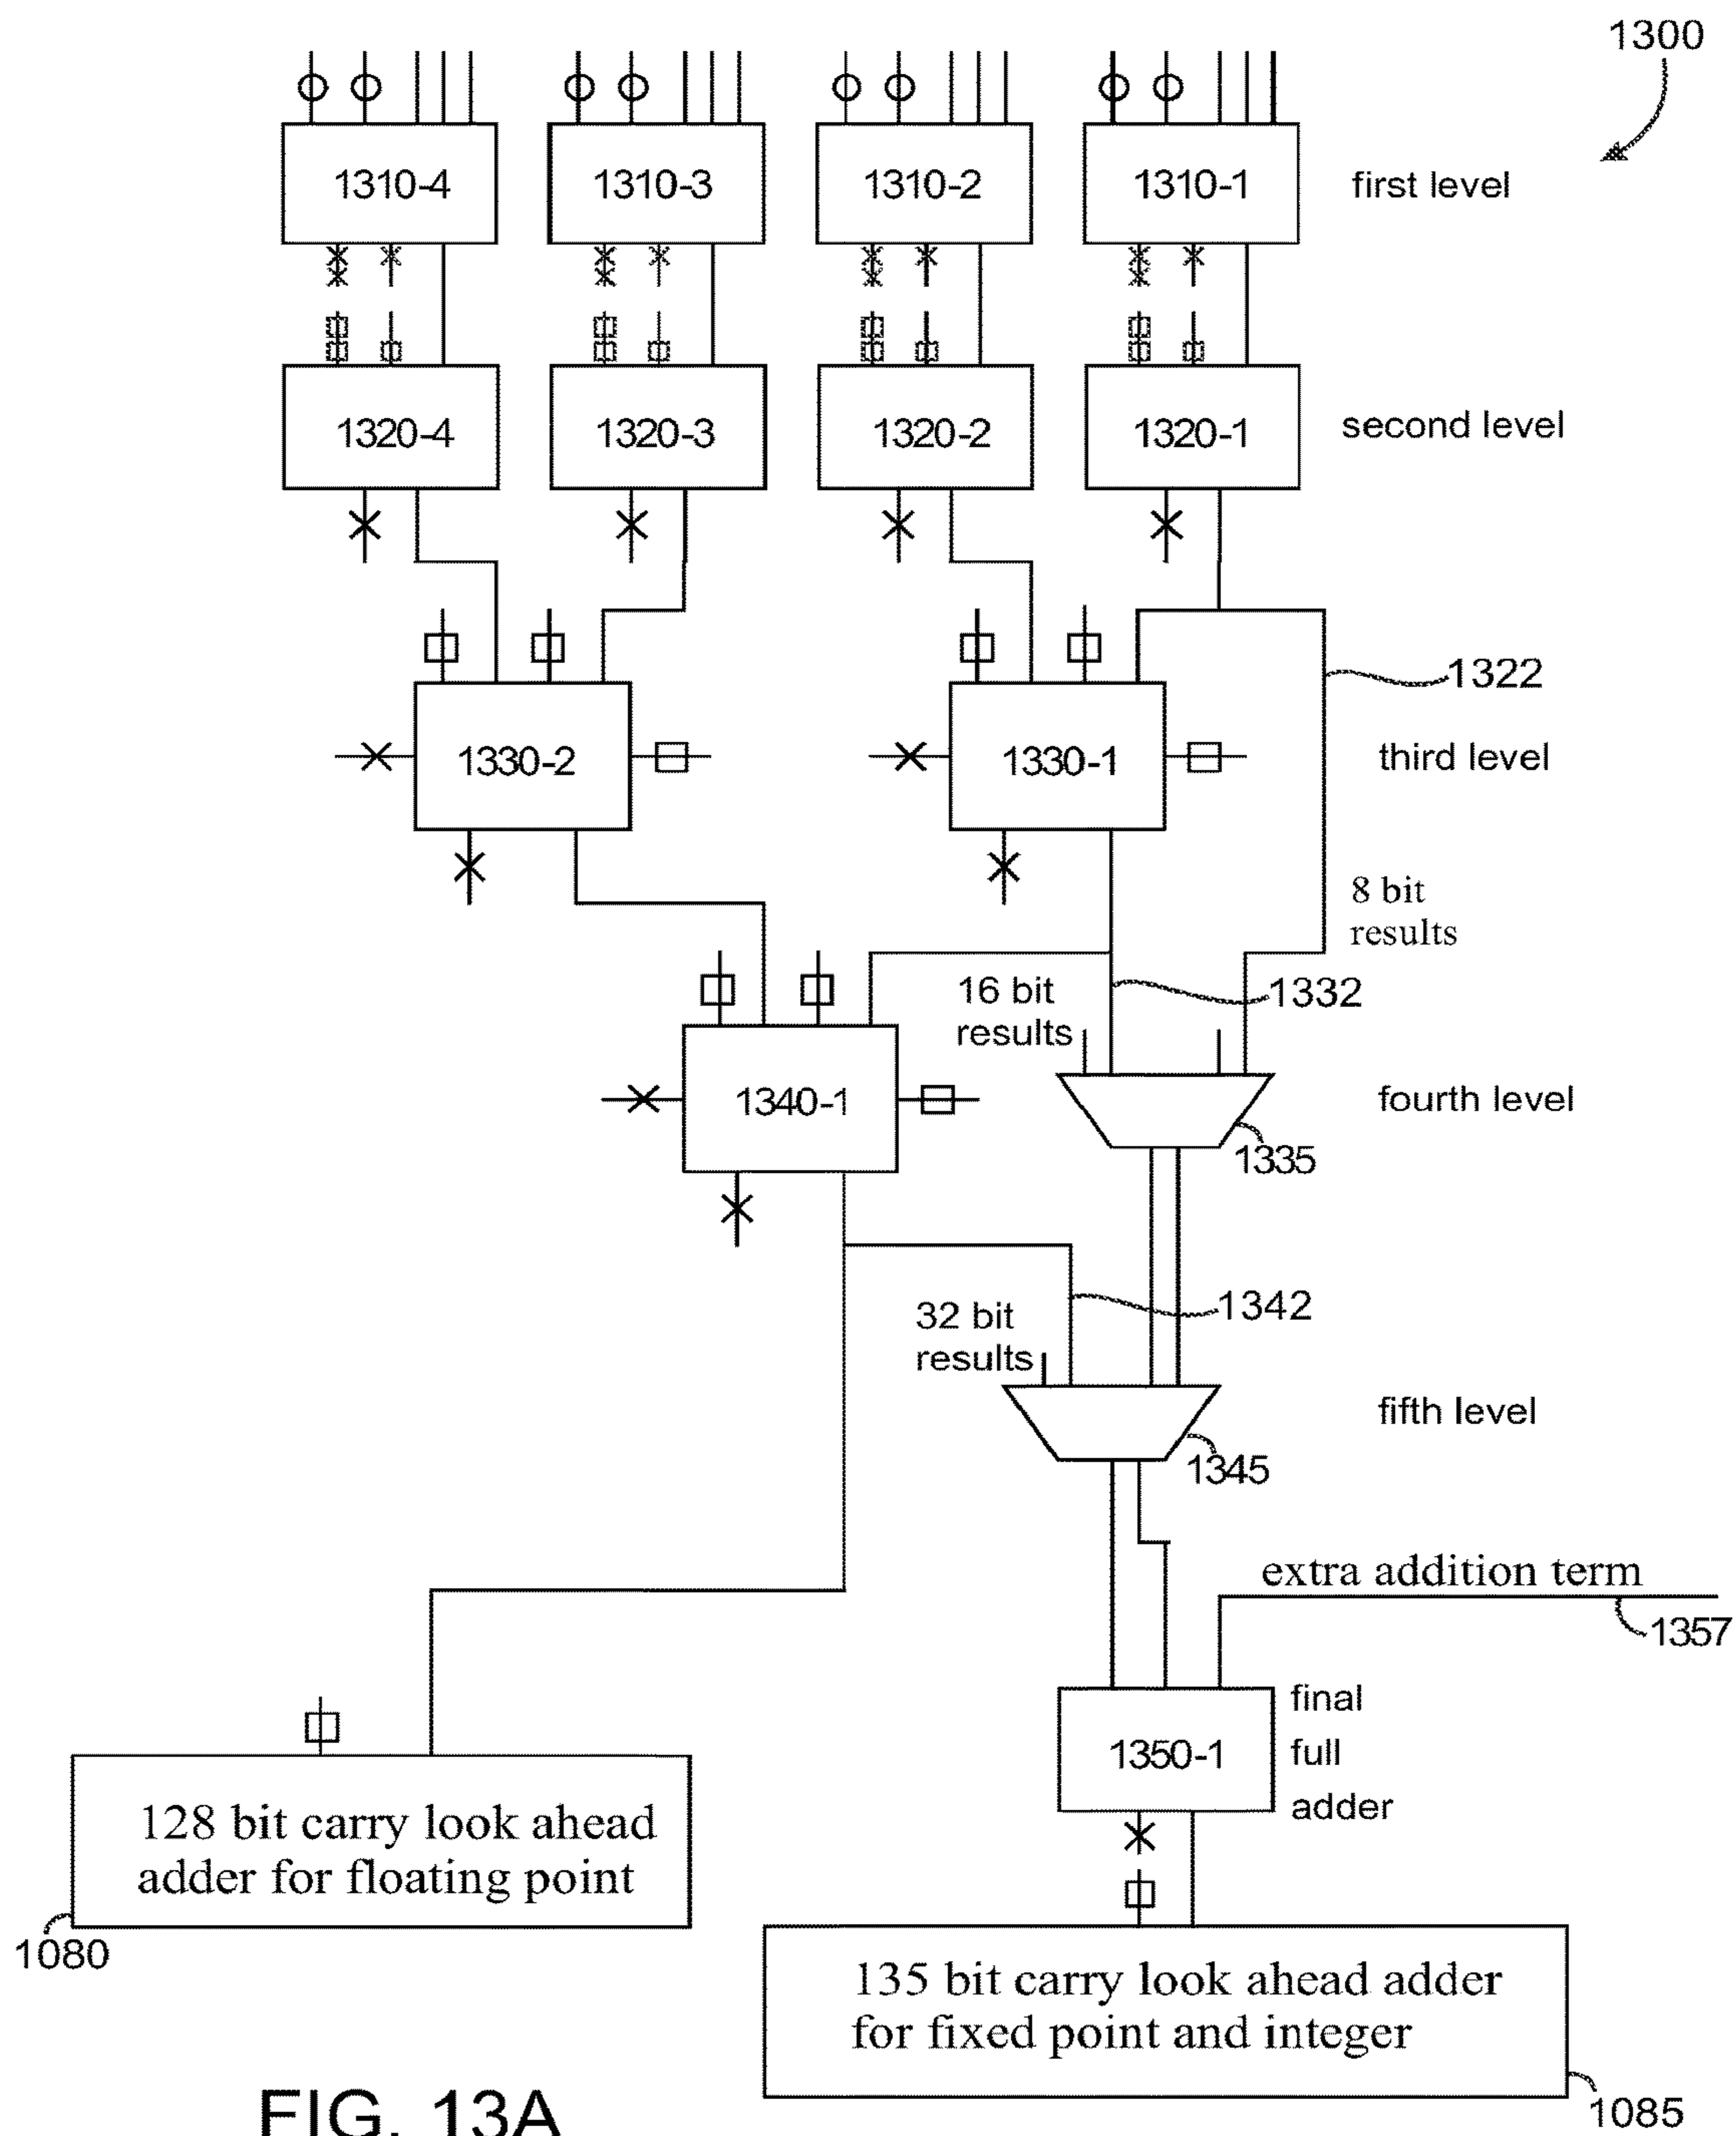 1300
1310-4
1310-3
1310-2
1310-1
first level
1320-4
1320-3
1320-2
1320-1
second level
1322
1330-2
1330-1
third level
8 bit
results
16 bit
results
1332
1340-1
fourth level
1335
1342
32 bit
results
fifth level
1345
extra addition term
1357
final
full
adder
1350-1
128 bit carry look ahead
adder for floating point
1080
135 bit carry look ahead adder
for fixed point and integer
1085
FIG. 13A